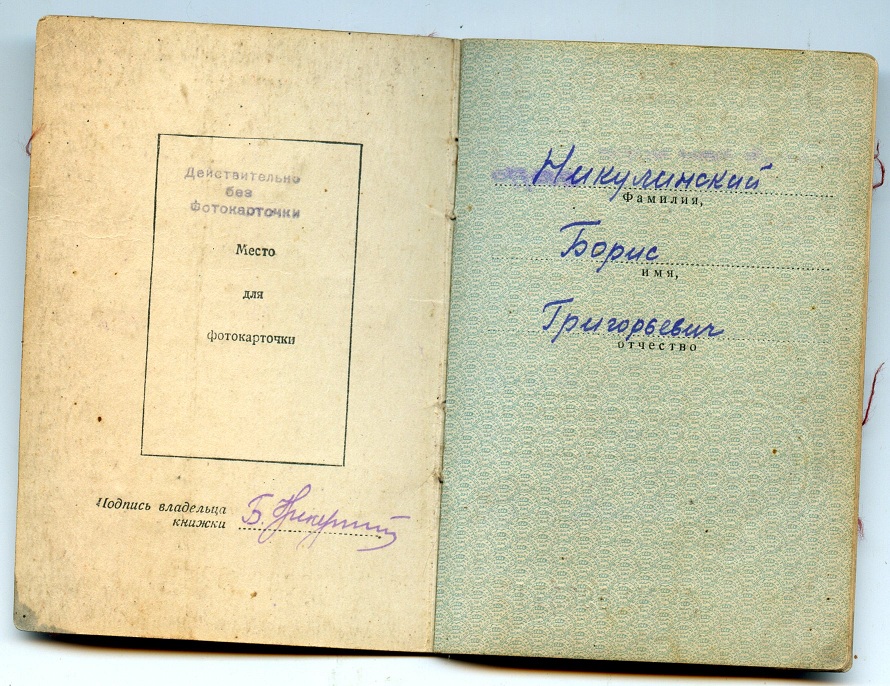 Действительно
без
фотокарточки
Место
для
фотокарточки
Подпись владельца
книжки
Б.
Никулинский
Фамилия,
Борис
имя,
Григорьевич
отчество